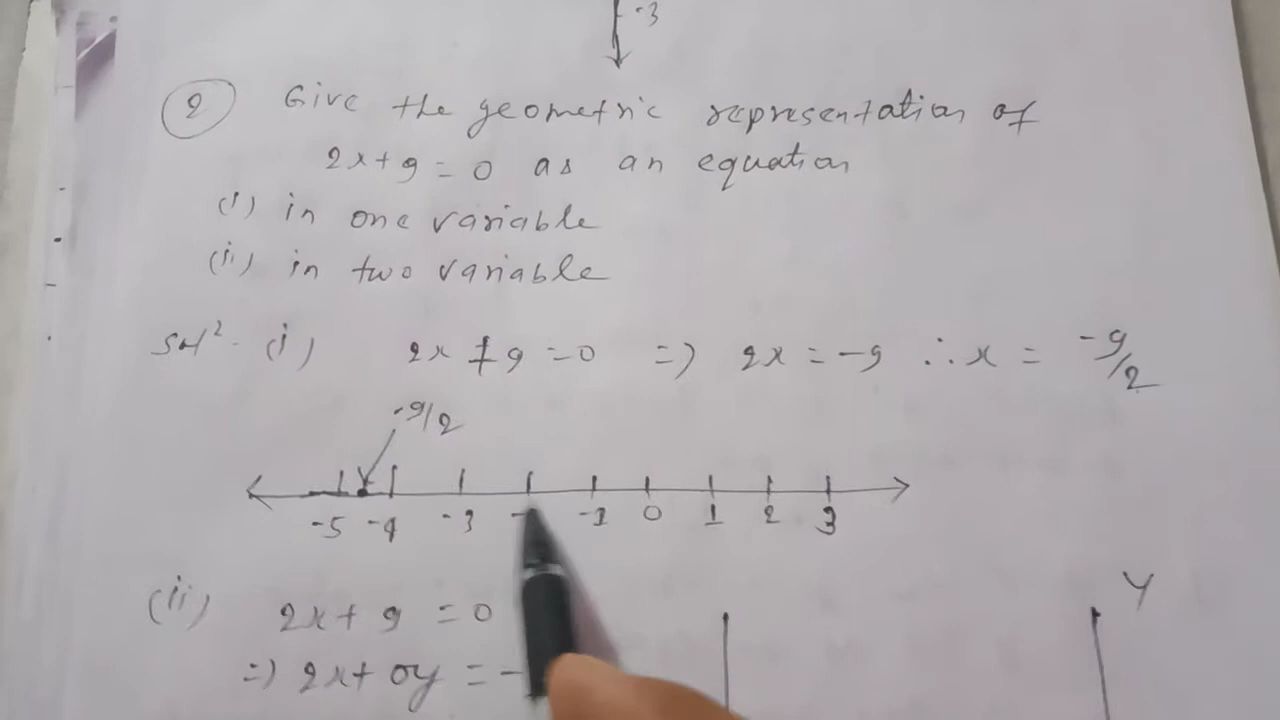 -3
2 Give the geometric representation of
2x+9=0 as an equation
(i) in one variable
(ii) in two variable
Sol² - (i) 2x+9=0 => 2x = -9 ∴ x = -9/2
-9/2
-5 -4 -3 -1 0 1 2 3
(ii) 2x+9=0
Y
=> 2x+0y = -